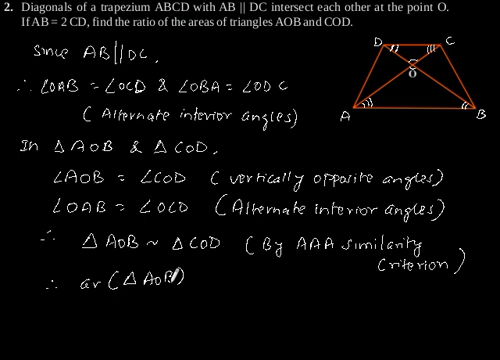 2. Diagonals of a trapezium ABCD with AB || DC intersect each other at the point O.
If AB = 2 CD, find the ratio of the areas of triangles AOB and COD.
Since AB||DC,
∴ ∠OAB = ∠OCD & ∠OBA = ∠ODC
(Alternate interior angles)
In △AOB & △COD,
∠AOB = ∠COD (vertically opposite angles)
∠OAB = ∠OCD (Alternate interior angles)
∴ △AOB ~ △COD (By AAA similarity
criterion)
∴ ar(△AOB)
D C
O
A B